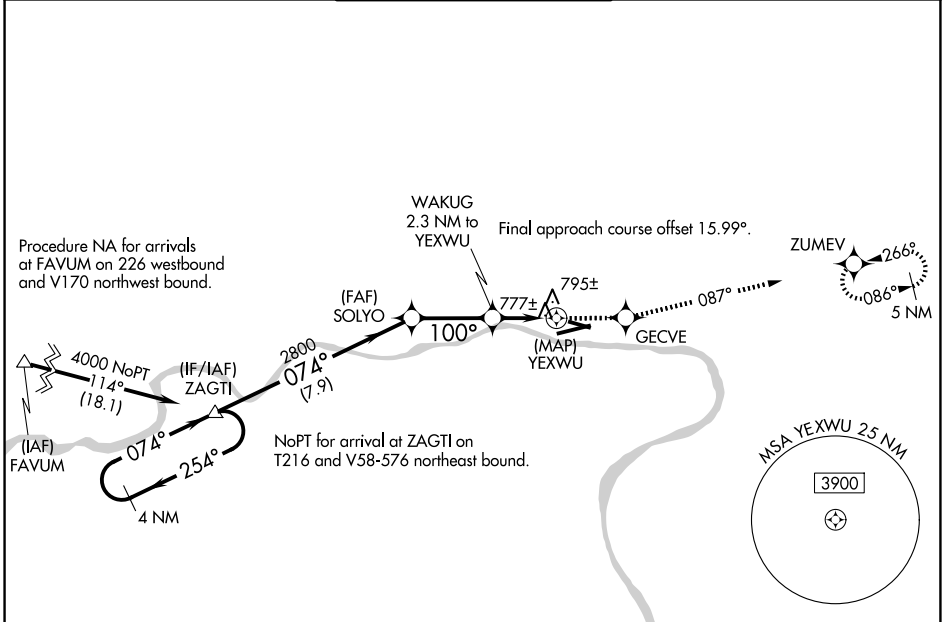 WAKUG
2.3 NM to
YEXWU
Final approach course offset 15.99°.
Procedure NA for arrivals
at FAVUM on 226 westbound
and V170 northwest bound.
ZUMEV
266°
086°
5 NM
087°
795±
777±
(FAF)
SOLYO
100°
(MAP)
YEXWU
GECVE
2800
074°
(7.9)
4000 NoPT
114°
(18.1)
(IF/IAF)
ZAGTI
(IAF)
FAVUM
074°
254°
4 NM
NoPT for arrival at ZAGTI on
T216 and V58-576 northeast bound.
MSA YEXWU 25 NM
3900